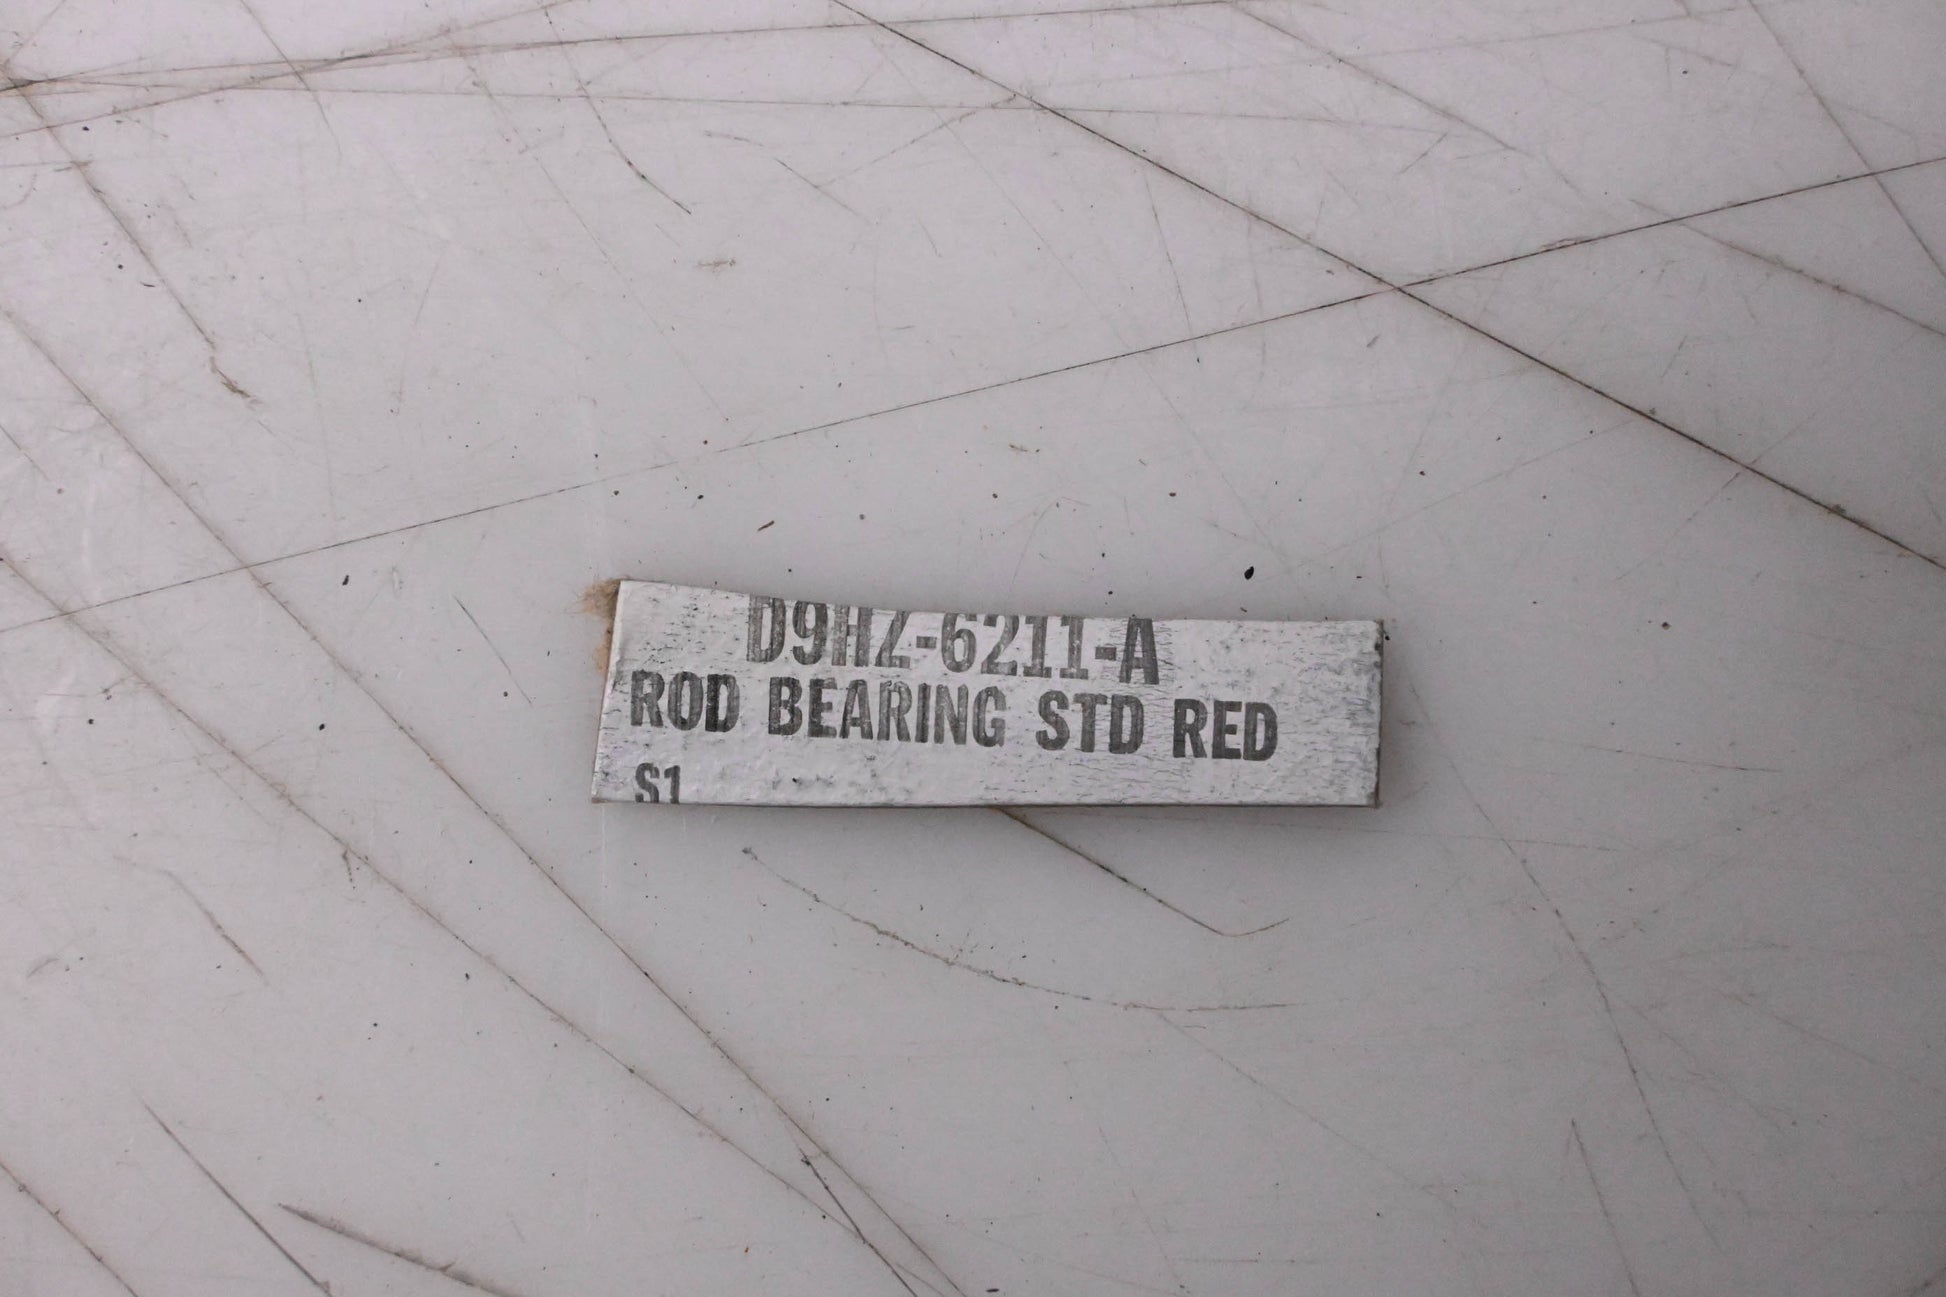 D9HZ-6211-A
ROD BEARING STD RED
S1